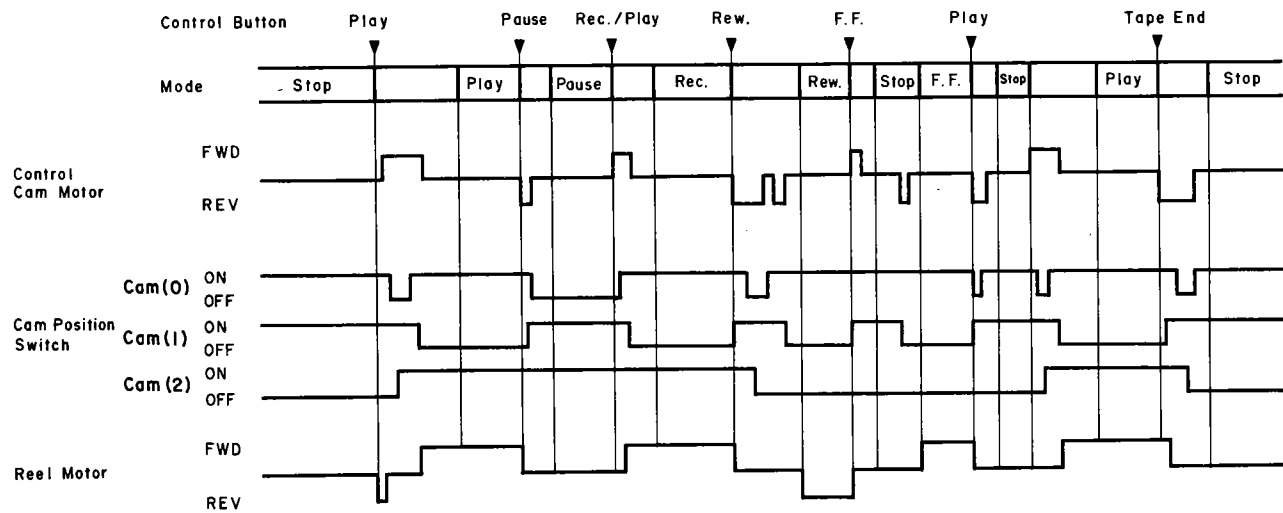 Control Button Play Pause Rec./Play Rew. F.F. Play Tape End
Mode Stop Play Pause Rec. Rew. Stop F.F. Stop Play Stop
FWD
Control
Cam Motor
REV
Cam(0) ON
OFF
Cam Position
Switch
Cam(1) ON
OFF
Cam(2) ON
OFF
FWD
Reel Motor
REV